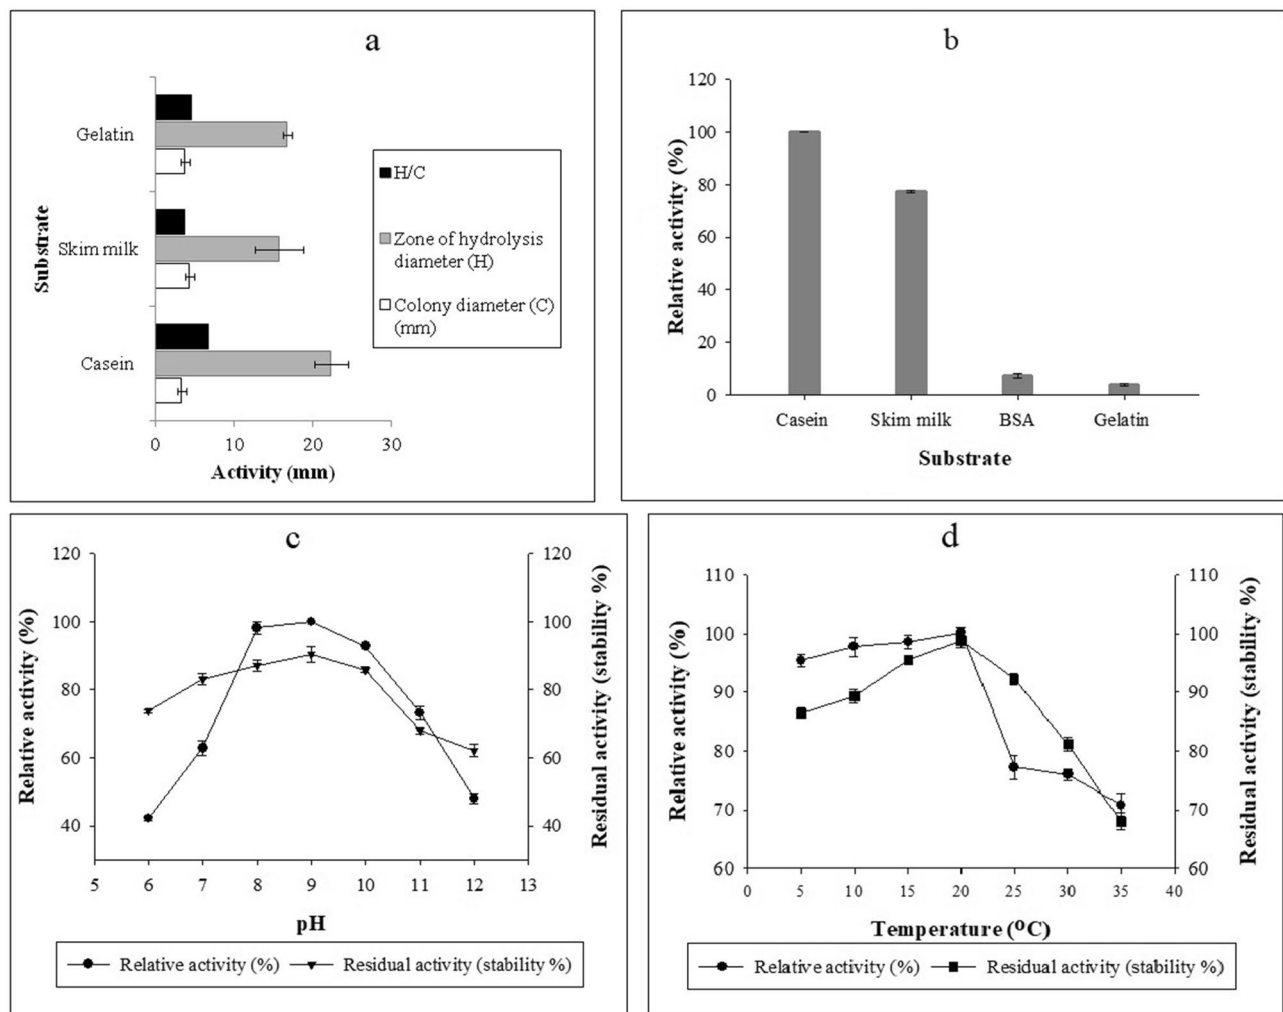 a
Substrate
Gelatin
Skim milk
Casein
0 10 20 30
Activity (mm)
H/C
Zone of hydrolysis
diameter (H)
Colony diameter (C)
(mm)
b
Relative activity (%)
120
100
80
60
40
20
0
Casein Skim milk BSA Gelatin
Substrate
c
Relative activity (%)
120
100
80
60
40
Residual activity (stability %)
120
100
80
60
40
5 6 7 8 9 10 11 12 13
pH
Relative activity (%) Residual activity (stability %)
d
Relative activity (%)
110
100
90
80
70
60
Residual activity (stability %)
110
100
90
80
70
60
0 5 10 15 20 25 30 35 40
Temperature (°C)
Relative activity (%) Residual activity (stability %)